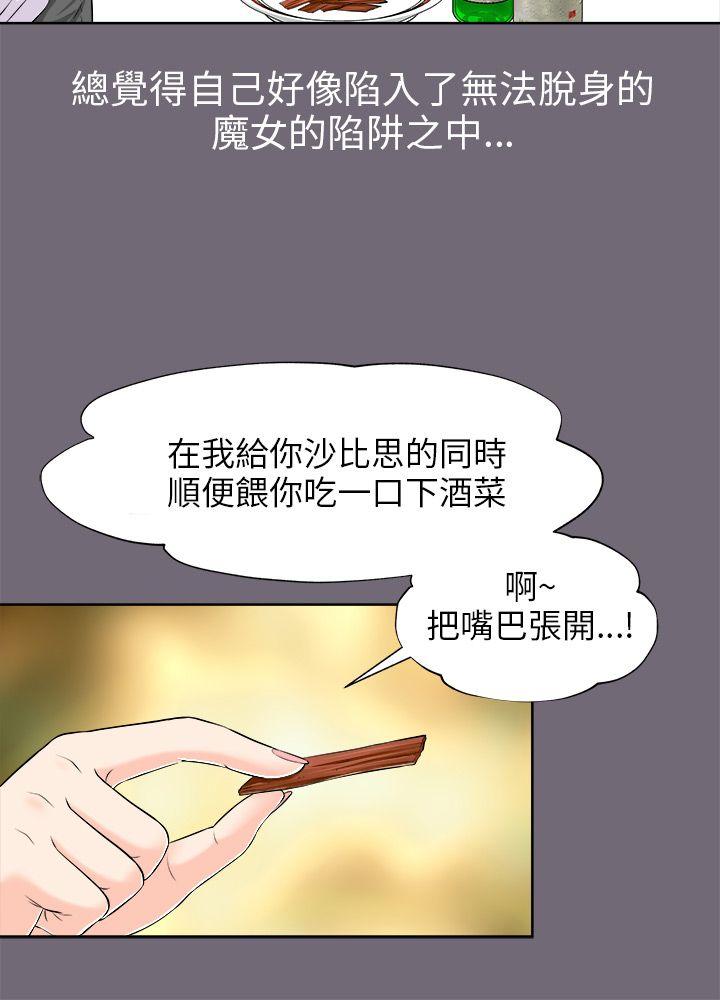 總覺得自己好像陷入了無法脫身的
魔女的陷阱之中...
在我給你沙比思的同時
順便餵你吃一口下酒菜
啊~
把嘴巴張開...!